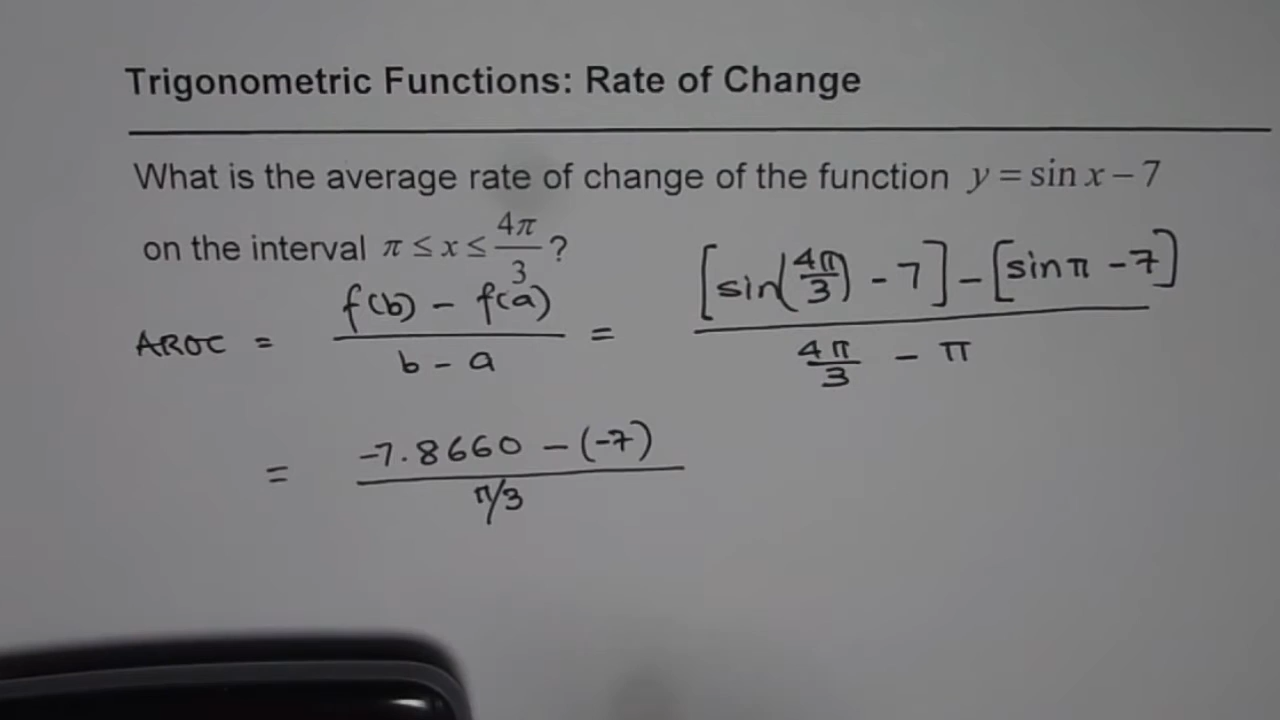 Trigonometric Functions: Rate of Change
What is the average rate of change of the function y = sin x − 7
on the interval π ≤ x ≤ 4π/3 ?
AROC = (f(b) − f(a))/(b − a) = ([sin(4π/3) − 7] − [sin π − 7])/(4π/3 − π)
= (−7.8660 − (−7))/(π/3)